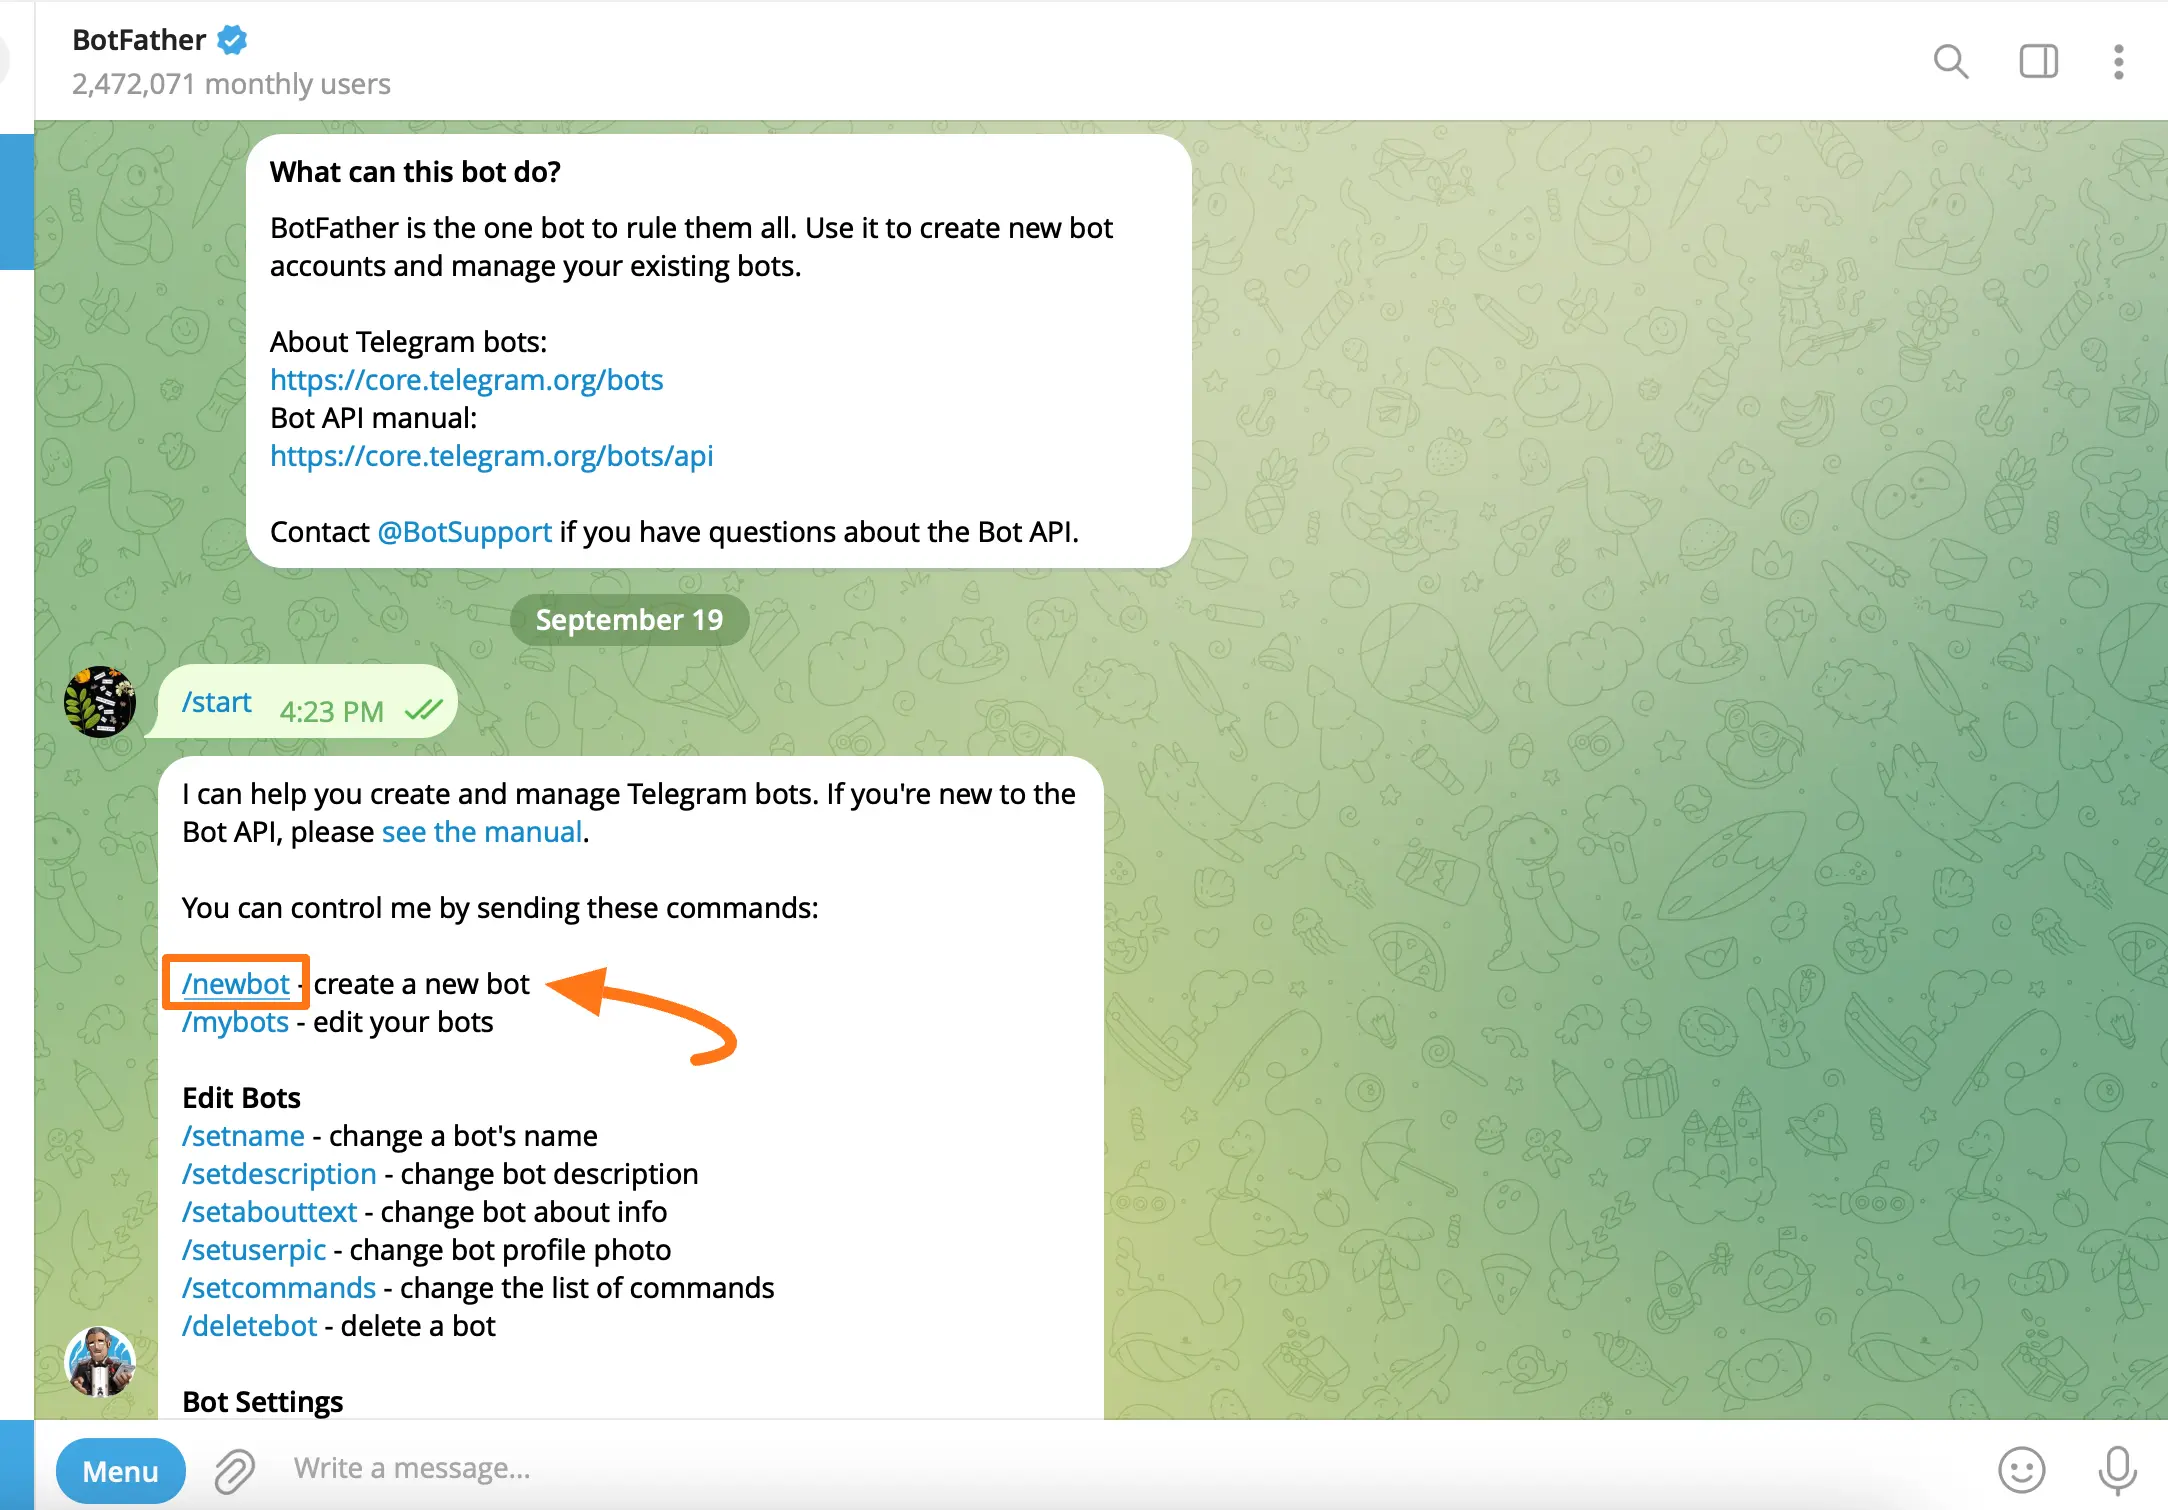 BotFather
2,472,071 monthly users
What can this bot do?
BotFather is the one bot to rule them all. Use it to create new bot
accounts and manage your existing bots.
About Telegram bots:
https://core.telegram.org/bots
Bot API manual:
https://core.telegram.org/bots/api
Contact @BotSupport if you have questions about the Bot API.
September 19
/start 4:23 PM
I can help you create and manage Telegram bots. If you're new to the
Bot API, please see the manual.
You can control me by sending these commands:
/newbot - create a new bot
/mybots - edit your bots
Edit Bots
/setname - change a bot's name
/setdescription - change bot description
/setabouttext - change bot about info
/setuserpic - change bot profile photo
/setcommands - change the list of commands
/deletebot - delete a bot
Bot Settings
Menu
Write a message...